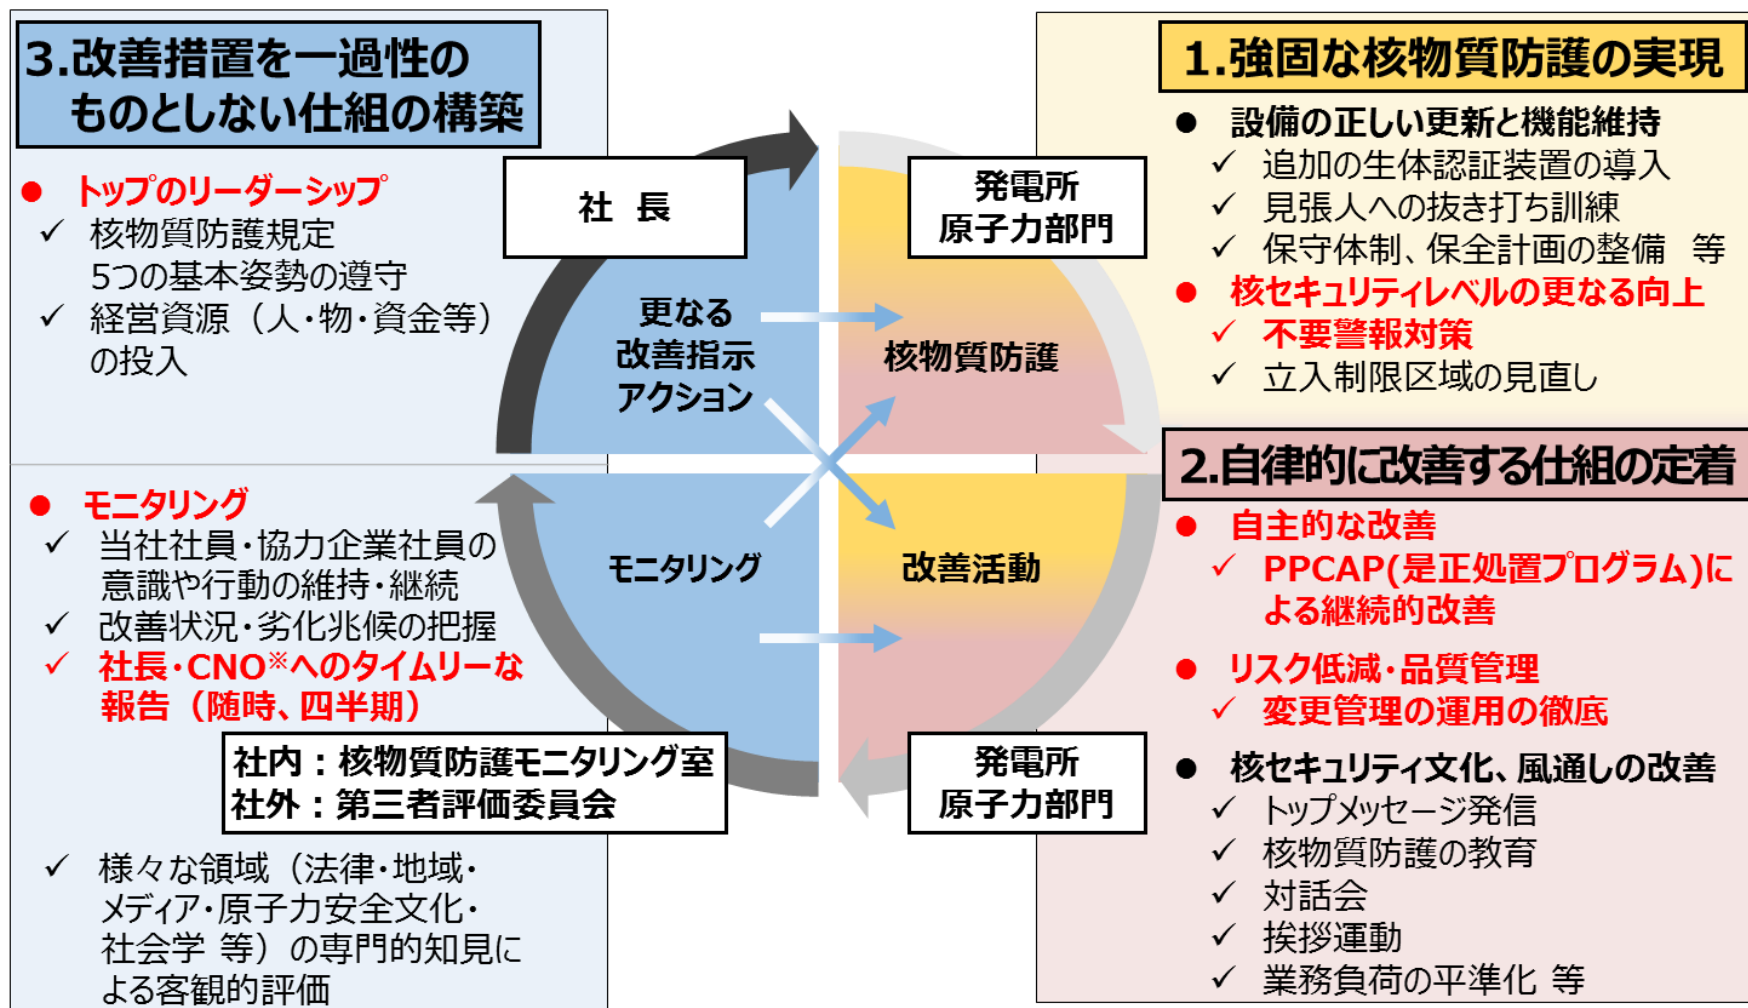 3.改善措置を一過性の
ものとしない仕組の構築
● トップのリーダーシップ
✓ 核物質防護規定
5つの基本姿勢の遵守
✓ 経営資源（人・物・資金等）
の投入
● モニタリング
✓ 当社社員・協力企業社員の
意識や行動の維持・継続
✓ 改善状況・劣化兆候の把握
✓ 社長・CNO※へのタイムリーな
報告（随時、四半期）
社内：核物質防護モニタリング室
社外：第三者評価委員会
✓ 様々な領域（法律・地域・
メディア・原子力安全文化・
社会学 等）の専門的知見に
よる客観的評価
社 長
発電所
原子力部門
更なる
改善指示
アクション
核物質防護
モニタリング
改善活動
発電所
原子力部門
1.強固な核物質防護の実現
● 設備の正しい更新と機能維持
✓ 追加の生体認証装置の導入
✓ 見張人への抜き打ち訓練
✓ 保守体制、保全計画の整備 等
● 核セキュリティレベルの更なる向上
✓ 不要警報対策
✓ 立入制限区域の見直し
2.自律的に改善する仕組の定着
● 自主的な改善
✓ PPCAP(是正処置プログラム)に
よる継続的改善
● リスク低減・品質管理
✓ 変更管理の運用の徹底
● 核セキュリティ文化、風通しの改善
✓ トップメッセージ発信
✓ 核物質防護の教育
✓ 対話会
✓ 挨拶運動
✓ 業務負荷の平準化 等